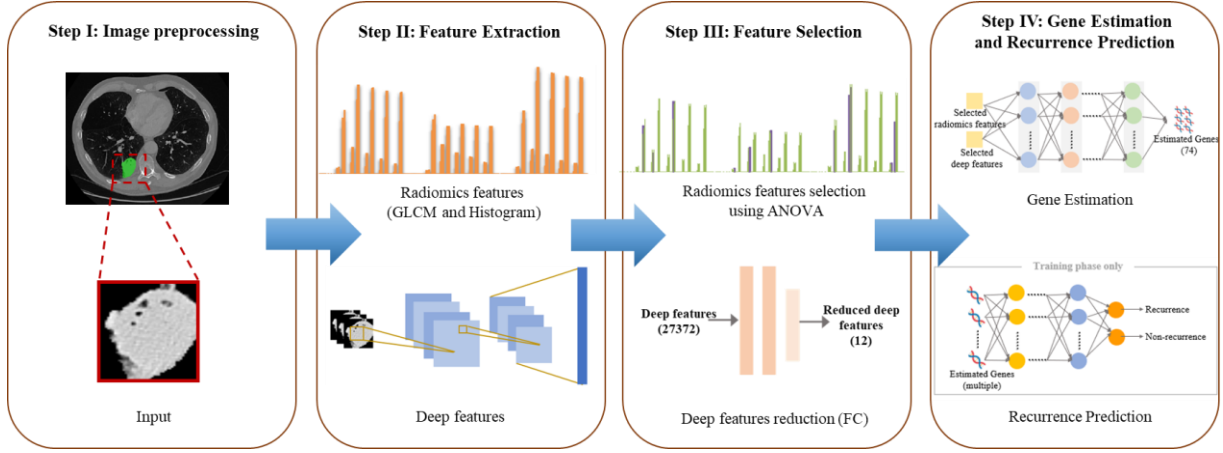 Step I: Image preprocessing
Input
Step II: Feature Extraction
Radiomics features
(GLCM and Histogram)
Deep features
Step III: Feature Selection
Radiomics features selection
using ANOVA
Deep features
(27372)
Reduced deep
features
(12)
Deep features reduction (FC)
Step IV: Gene Estimation
and Recurrence Prediction
Selected
radiomics features
Selected
deep features
Estimated Genes
(74)
Gene Estimation
Training phase only
Recurrence
Non-recurrence
Estimated Genes
(multiple)
Recurrence Prediction